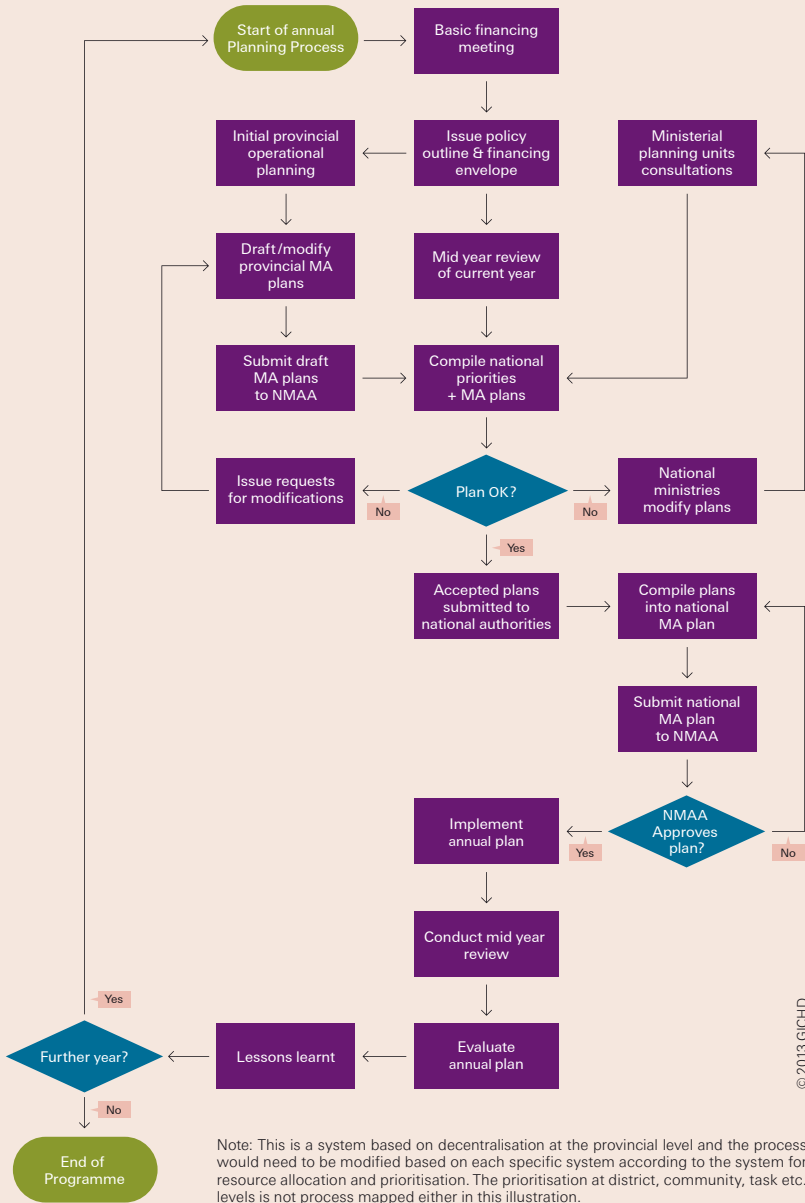 Start of annual
Planning Process
Basic financing
meeting
Initial provincial
operational
planning
Issue policy
outline & financing
envelope
Ministerial
planning units
consultations
Draft/modify
provincial MA
plans
Mid year review
of current year
Submit draft
MA plans
to NMAA
Compile national
priorities
+ MA plans
Issue requests
for modifications
No
Plan OK?
No
National
ministries
modify plans
Yes
Accepted plans
submitted to
national authorities
Compile plans
into national
MA plan
Submit national
MA plan
to NMAA
Implement
annual plan
Yes
NMAA
Approves
plan?
No
Conduct mid year
review
Yes
Further year?
Lessons learnt
Evaluate
annual plan
No
End of
Programme
© 2013 GICHD
Note: This is a system based on decentralisation at the provincial level and the process
would need to be modified based on each specific system according to the system for
resource allocation and prioritisation. The prioritisation at district, community, task etc.
levels is not process mapped either in this illustration.